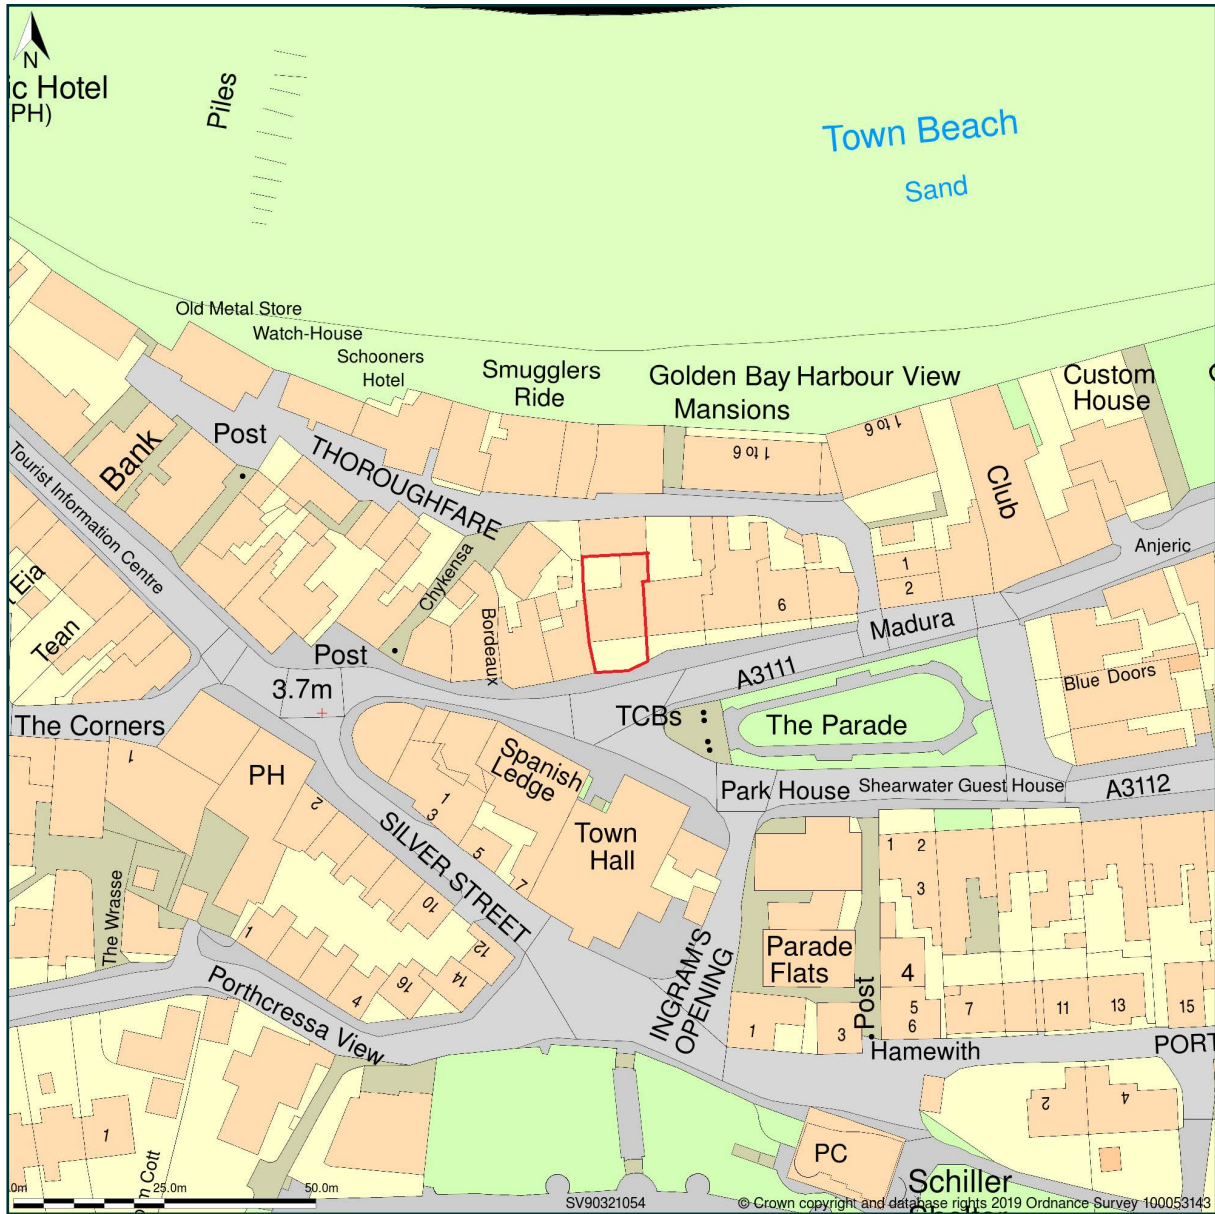 N
ic Hotel
PH)
Piles
Town Beach
Sand
Old Metal Store
Watch-House
Schooners
Hotel
Smugglers
Ride
Golden Bay
Mansions
Harbour View
Custom
House
Post
Bank
THOROUGHFARE
1 to 6
1 to 6
Club
Tourist Information Centre
Chykensa
Bordeaux
1
2
6
Anjeric
Madura
Eia
Tean
Post
3.7m
The Corners
A3111
TCBs
The Parade
Blue Doors
1
PH
2
Spanish
Ledge
1
3
5
7
Town
Hall
Park House
Shearwater Guest House
A3112
SILVER STREET
10
12
14
16
4
1
The Wrasse
Porthcressa View
INGRAM'S
OPENING
Parade
Flats
1
2
3
4
5
6
7
11
13
15
Post
1
3
Hamewith
PORT
2
4
1
m Cott
PC
Schiller
.0m
25.0m
50.0m
SV90321054
© Crown copyright and database rights 2019 Ordnance Survey 100053143